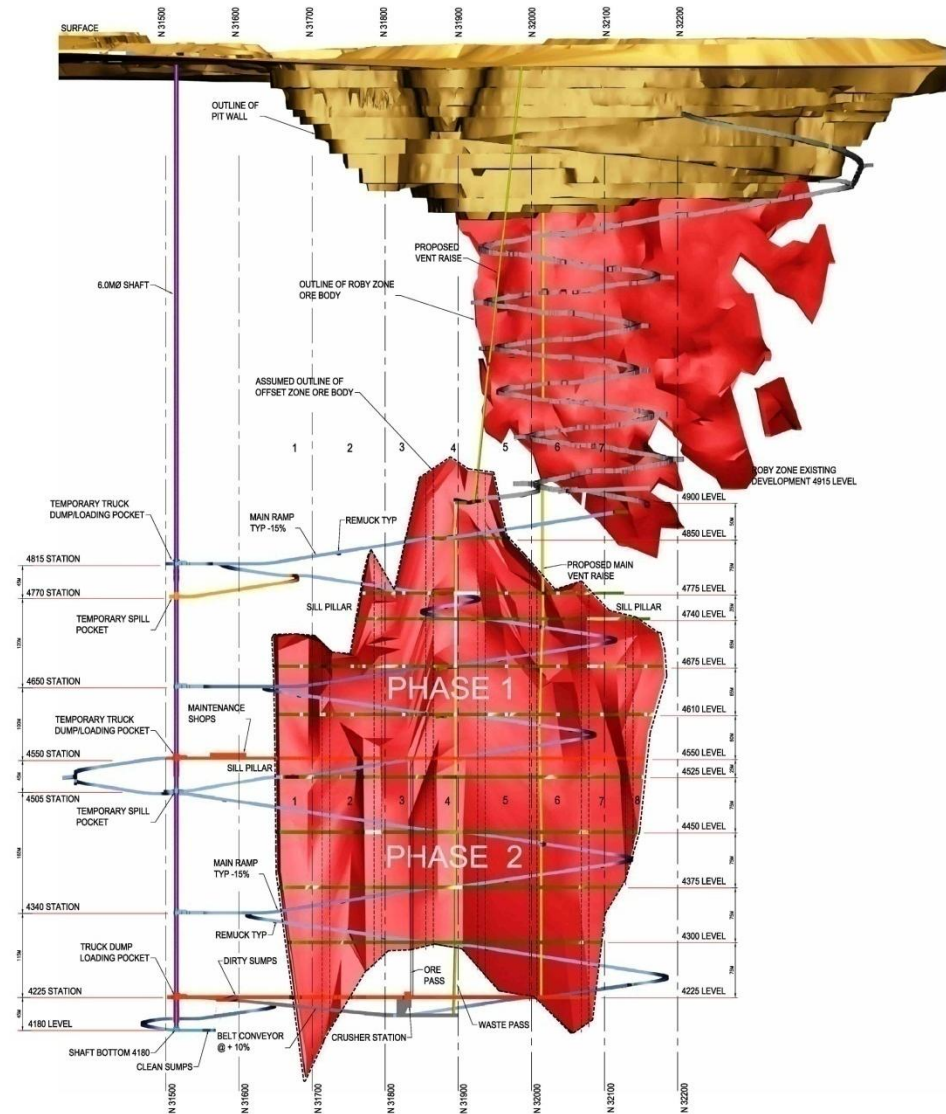 SURFACE
N 31500
N 31600
N 31700
N 31800
N 31900
N 32000
N 32100
N 32200
OUTLINE OF
PIT WALL
PROPOSED
VENT RAISE
6.0MØ SHAFT
OUTLINE OF ROBY ZONE
ORE BODY
ASSUMED OUTLINE OF
OFFSET ZONE ORE BODY
1
2
3
4
5
6
7
ROBY ZONE EXISTING
DEVELOPMENT 4915 LEVEL
TEMPORARY TRUCK
DUMP/LOADING POCKET
MAIN RAMP
TYP -15%
REMUCK TYP
4900 LEVEL
4850 LEVEL
4815 STATION
PROPOSED MAIN
VENT RAISE
4775 LEVEL
4770 STATION
SILL PILLAR
SILL PILLAR
4740 LEVEL
TEMPORARY SPILL
POCKET
4675 LEVEL
4650 STATION
PHASE 1
MAINTENANCE
SHOPS
4610 LEVEL
TEMPORARY TRUCK
DUMP/LOADING POCKET
4550 STATION
4550 LEVEL
SILL PILLAR
4525 LEVEL
4505 STATION
1
2
3
4
5
6
7
8
TEMPORARY SPILL
POCKET
4450 LEVEL
PHASE 2
MAIN RAMP
TYP -15%
4375 LEVEL
4340 STATION
REMUCK TYP
4300 LEVEL
TRUCK DUMP
LOADING POCKET
DIRTY SUMPS
ORE
PASS
4225 STATION
4225 LEVEL
4180 LEVEL
BELT CONVEYOR
@ + 10%
CRUSHER STATION
WASTE PASS
SHAFT BOTTOM 4180
CLEAN SUMPS
N 31500
N 31600
N 31700
N 31800
N 31900
N 32000
N 32100
N 32200